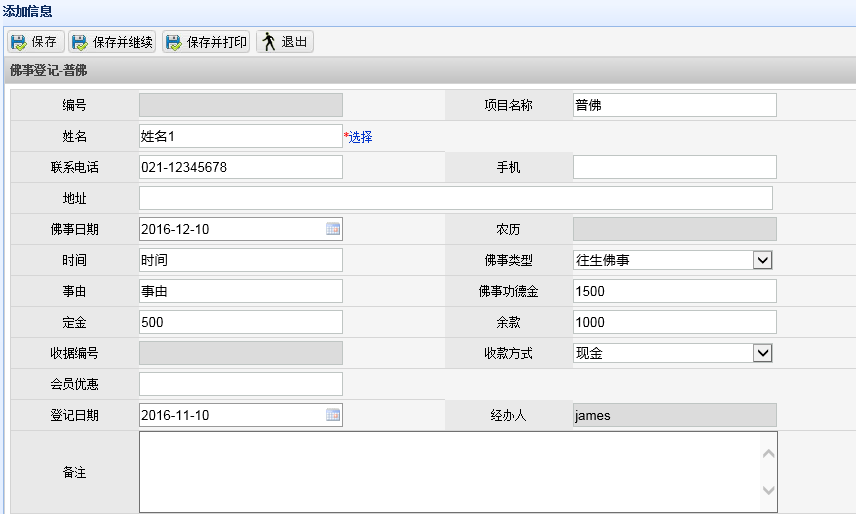 添加信息
保存 保存并继续 保存并打印 退出
佛事登记-普佛
编号 项目名称 普佛
姓名 姓名1 *选择
联系电话 021-12345678 手机
地址
佛事日期 2016-12-10 农历
时间 时间 佛事类型 往生佛事
事由 事由 佛事功德金 1500
定金 500 余款 1000
收据编号 收款方式 现金
会员优惠
登记日期 2016-11-10 经办人 james
备注